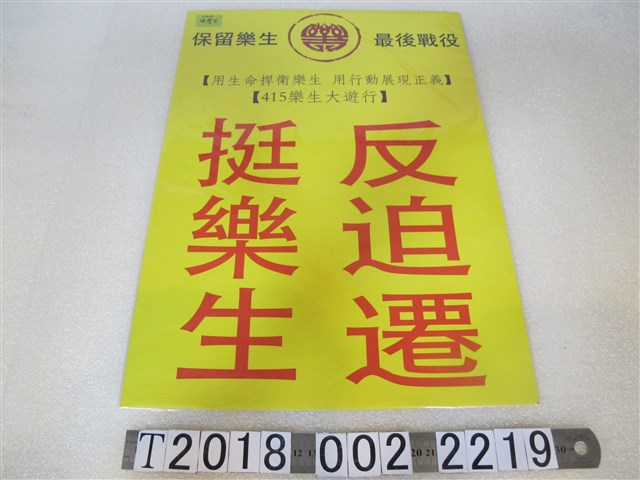 保留樂生 最後戰役
【用生命捍衛樂生 用行動展現正義】
【415樂生大遊行】
反迫遷
挺樂生
T2018 002 2219